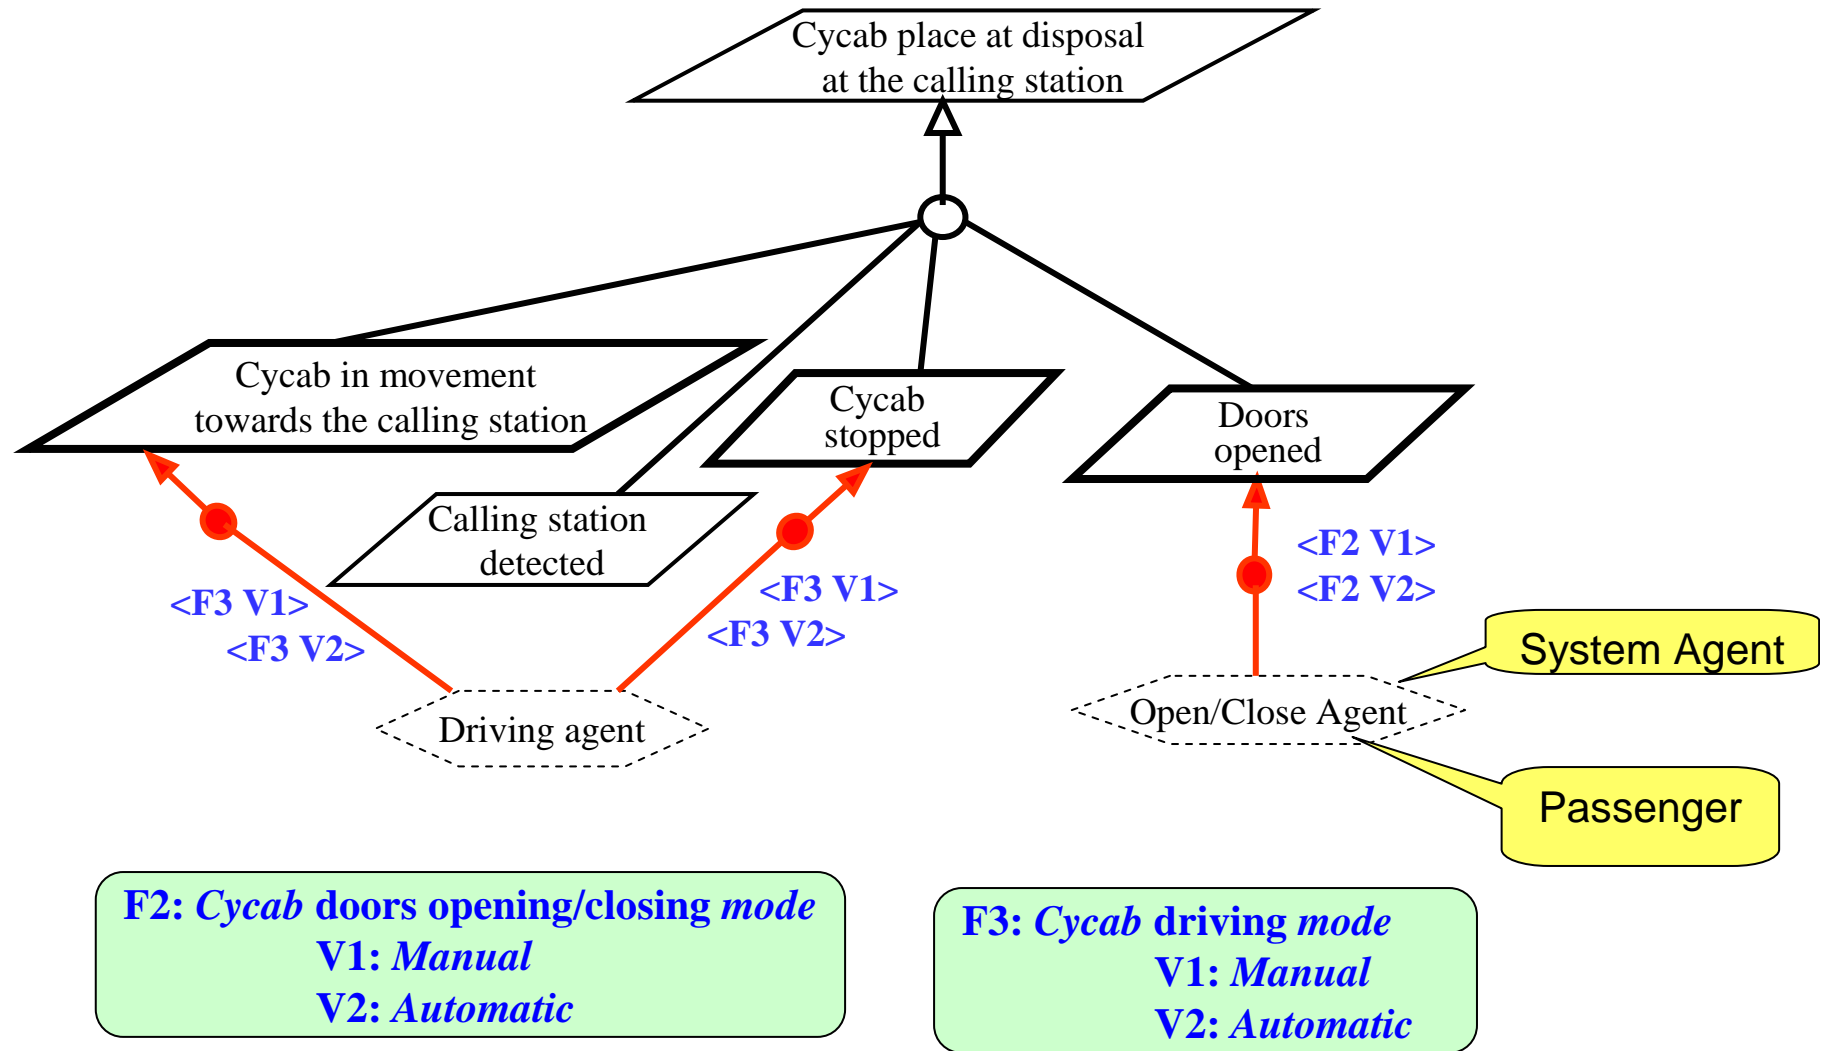 Cycab place at disposal
at the calling station
Cycab in movement
towards the calling station
Cycab
stopped
Doors
opened
Calling station
detected
<F3 V1>
<F3 V2>
<F3 V1>
<F3 V2>
<F2 V1>
<F2 V2>
System Agent
Driving agent
Open/Close Agent
Passenger
F2: Cycab doors opening/closing mode
V1: Manual
V2: Automatic
F3: Cycab driving mode
V1: Manual
V2: Automatic